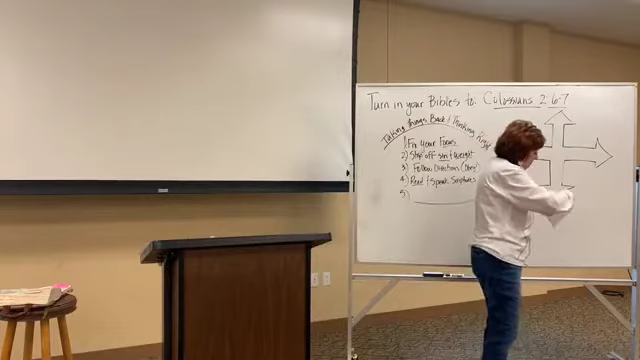 Turn in your Bibles to: Colossians 2:6-7
Taking Things Back! Thinking Right
1) Fix your Focus
2) Strip off sin & weight
3) Follow Directions (Obey)
4) Read & Speak Scriptures
5)